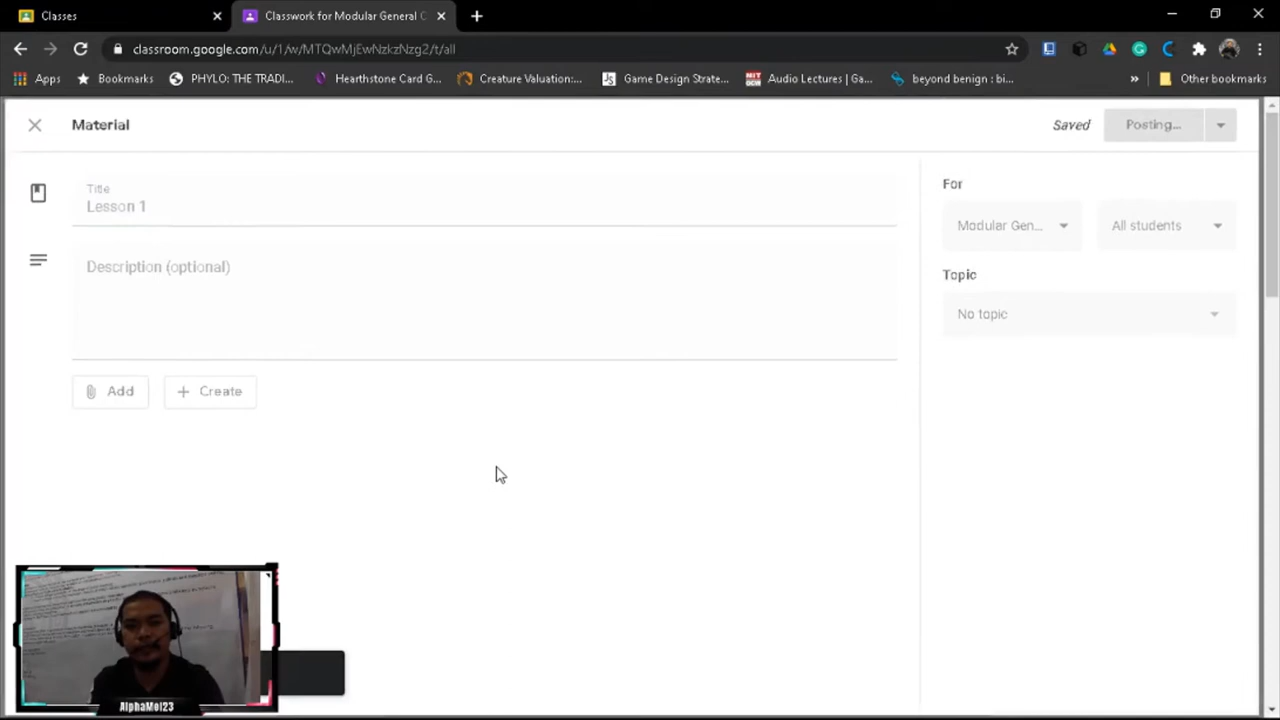 Classes
Classwork for Modular General C
classroom.google.com/u/1/w/MTQwMjEwNzkzNzg2/t/all
Apps
Bookmarks
PHYLO: THE TRADI...
Hearthstone Card G...
Creature Valuation:...
Game Design Strate...
Audio Lectures | Ga...
beyond benign : bi...
Other bookmarks
Material
Saved
Posting...
Title
Lesson 1
Description (optional)
Add
Create
For
Modular Gen...
All students
Topic
No topic
AlphaMol23